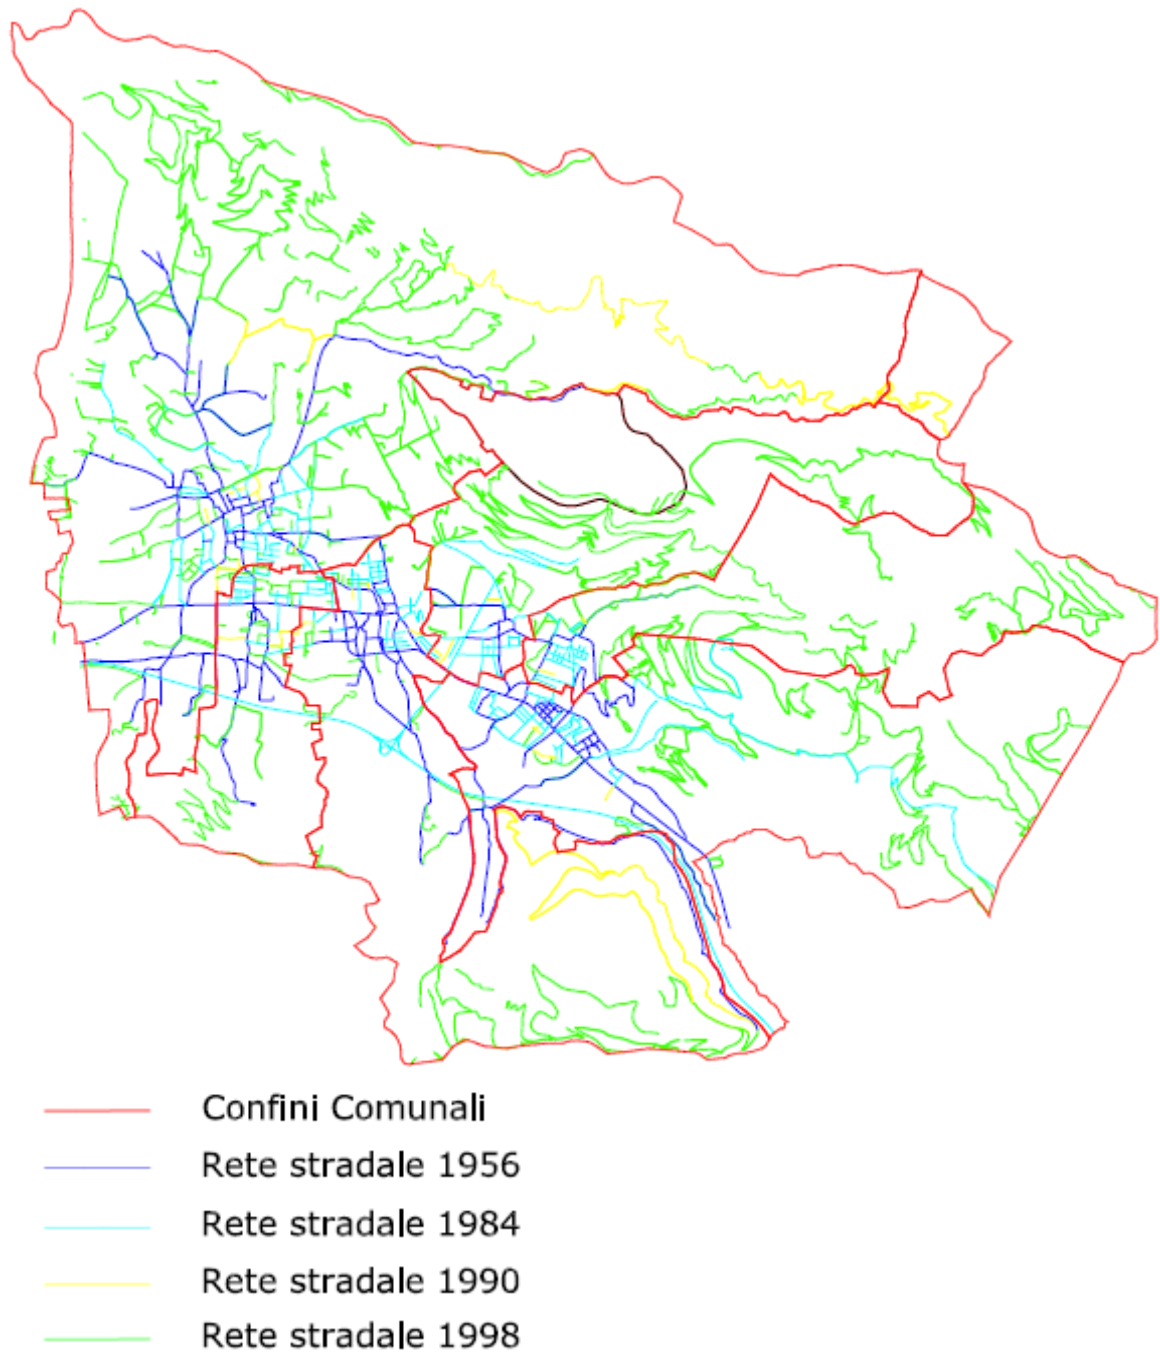 Confini Comunali
Rete stradale 1956
Rete stradale 1984
Rete stradale 1990
Rete stradale 1998